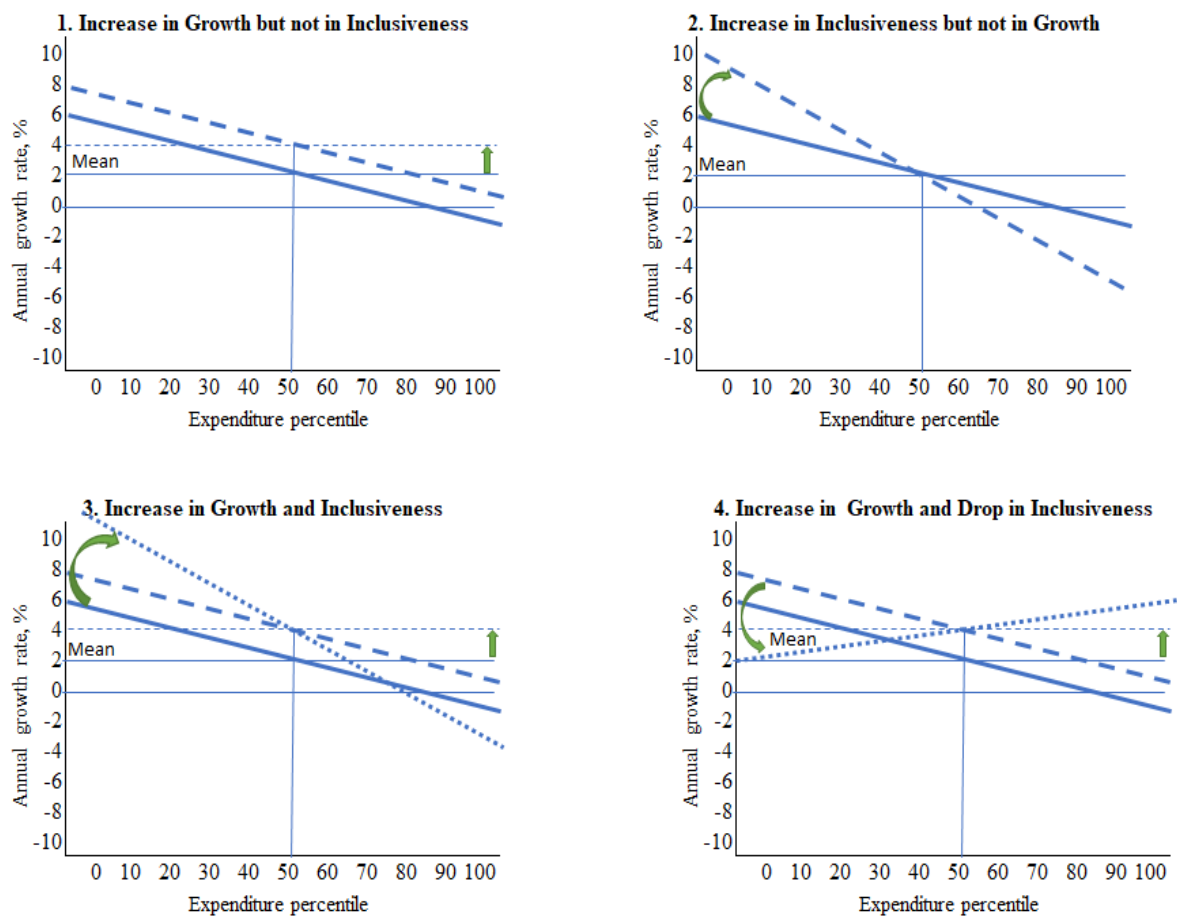 1. Increase in Growth but not in Inclusiveness
10
8
6
4
Mean
2
0
-2
-4
-6
-8
-10
Annual growth rate, %
0 10 20 30 40 50 60 70 80 90 100
Expenditure percentile
2. Increase in Inclusiveness but not in Growth
10
8
6
4
Mean
2
0
-2
-4
-6
-8
-10
Annual growth rate, %
0 10 20 30 40 50 60 70 80 90 100
Expenditure percentile
3. Increase in Growth and Inclusiveness
10
8
6
4
Mean
2
0
-2
-4
-6
-8
-10
Annual growth rate, %
0 10 20 30 40 50 60 70 80 90 100
Expenditure percentile
4. Increase in Growth and Drop in Inclusiveness
10
8
6
4
Mean
2
0
-2
-4
-6
-8
-10
Annual growth rate, %
0 10 20 30 40 50 60 70 80 90 100
Expenditure percentile